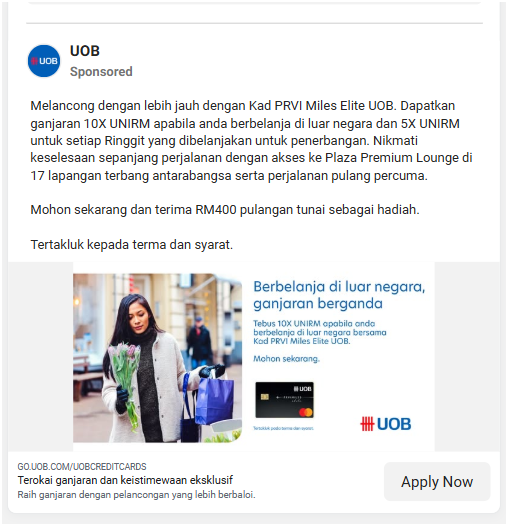 UOB
UOB
Sponsored
Melancong dengan lebih jauh dengan Kad PRVI Miles Elite UOB. Dapatkan
ganjaran 10X UNIRM apabila anda berbelanja di luar negara dan 5X UNIRM
untuk setiap Ringgit yang dibelanjakan untuk penerbangan. Nikmati
keselesaan sepanjang perjalanan dengan akses ke Plaza Premium Lounge di
17 lapangan terbang antarabangsa serta perjalanan pulang percuma.
Mohon sekarang dan terima RM400 pulangan tunai sebagai hadiah.
Tertakluk kepada terma dan syarat.
Berbelanja di luar negara,
ganjaran berganda
Tebus 10X UNIRM apabila anda
berbelanja di luar negara bersama
Kad PRVI Miles Elite UOB.
Mohon sekarang.
UOB
Tertakluk pada terma dan syarat.
UOB
GO.UOB.COM/UOBCREDITCARDS
Terokai ganjaran dan keistimewaan eksklusif
Raih ganjaran dengan pelancongan yang lebih berbaloi.
Apply Now